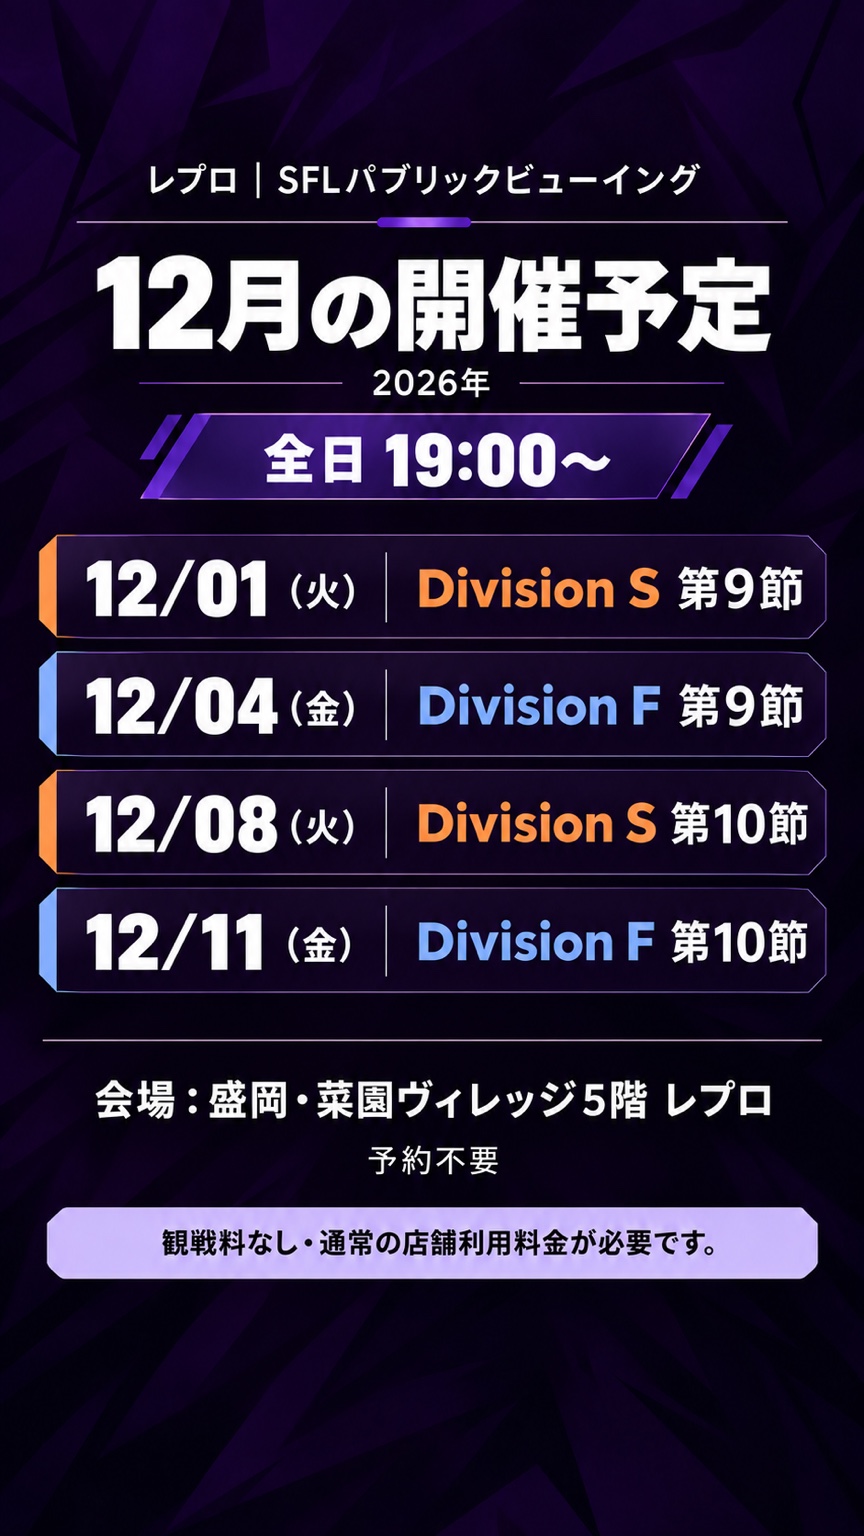 レプロ｜SFLパブリックビューイング
12月の開催予定
2026年
全日 19:00〜
12/01（火） Division S 第9節
12/04（金） Division F 第9節
12/08（火） Division S 第10節
12/11（金） Division F 第10節
会場：盛岡・菜園ヴィレッジ5階 レプロ
予約不要
観戦料なし・通常の店舗利用料金が必要です。